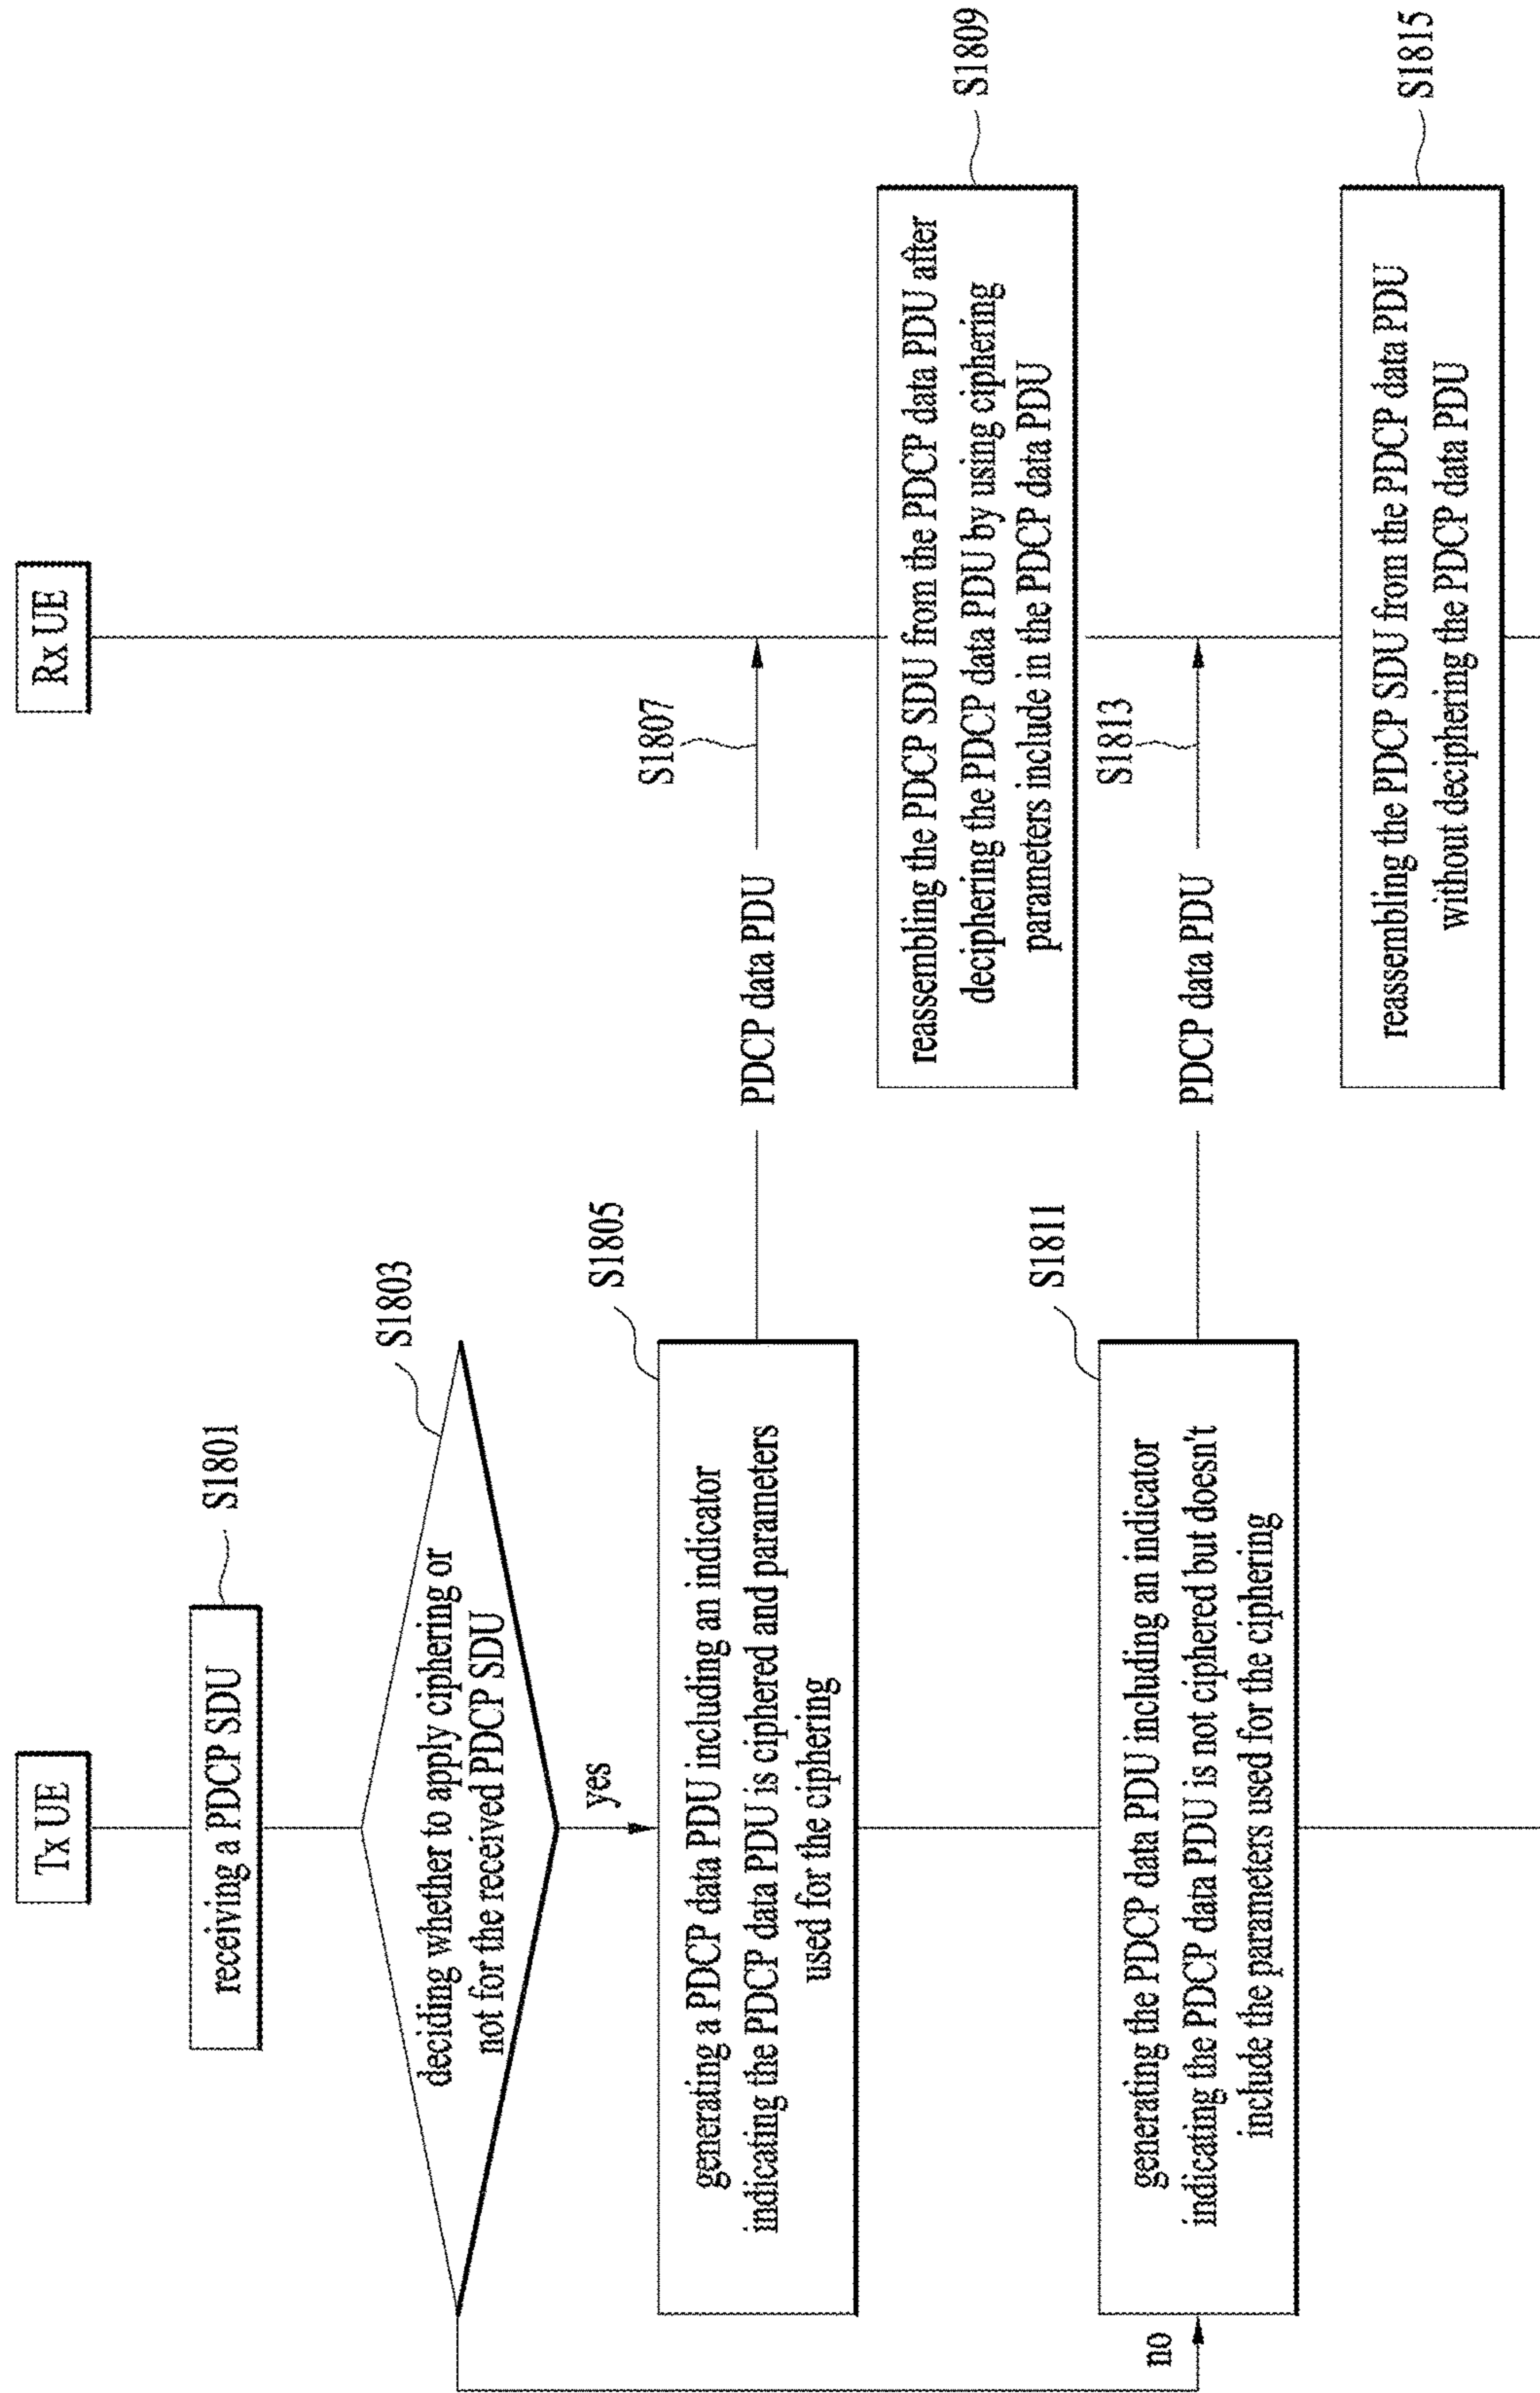 Tx UE
Rx UE
receiving a PDCP SDU
S1801
S1803
deciding whether to apply ciphering or
not for the received PDCP SDU
yes
S1805
generating a PDCP data PDU including an indicator
indicating the PDCP data PDU is ciphered and parameters
used for the ciphering
PDCP data PDU
S1807
S1809
reassembling the PDCP SDU from the PDCP data PDU after
deciphering the PDCP data PDU by using ciphering
parameters include in the PDCP data PDU
no
S1811
generating the PDCP data PDU including an indicator
indicating the PDCP data PDU is not ciphered but doesn't
include the parameters used for the ciphering
PDCP data PDU
S1813
S1815
reassembling the PDCP SDU from the PDCP data PDU
without deciphering the PDCP data PDU